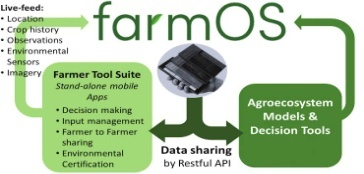 Live-feed:
• Location
• Crop history
• Observations
• Environmental
Sensors
• Imagery
farmOS
Farmer Tool Suite
Stand-alone mobile
Apps
• Decision making
• Input management
• Farmer to Farmer
sharing
• Environmental
Certification
Data sharing
by Restful API
Agroecosystem
Models &
Decision Tools